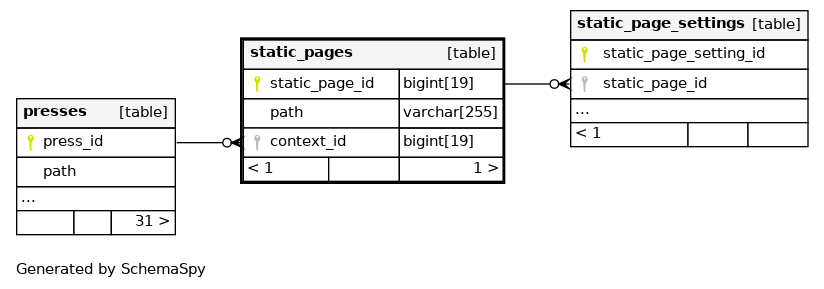 presses [table]
press_id
path
...
31 >
static_pages [table]
static_page_id bigint[19]
path varchar[255]
context_id bigint[19]
< 1 1 >
static_page_settings [table]
static_page_setting_id
static_page_id
...
< 1
Generated by SchemaSpy